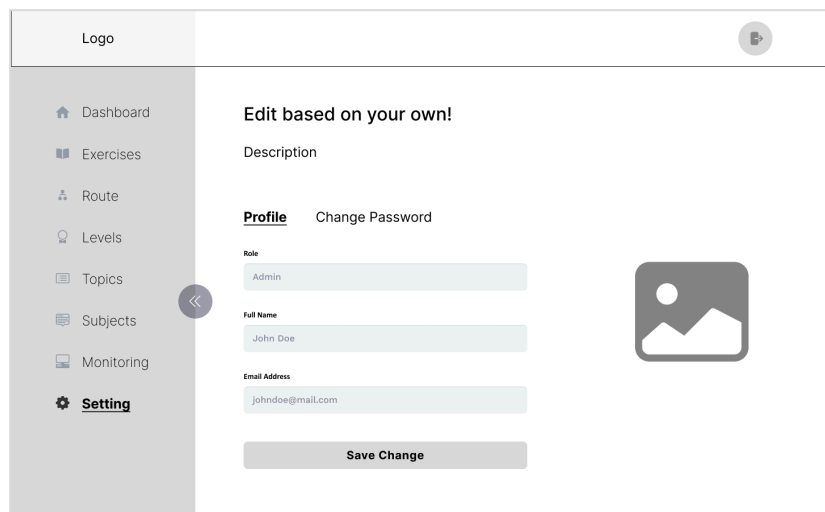 Logo
Dashboard
Exercises
Route
Levels
Topics
Subjects
Monitoring
Setting
Edit based on your own!
Description
Profile Change Password
Role
Admin
Full Name
John Doe
Email Address
johndoe@mail.com
Save Change